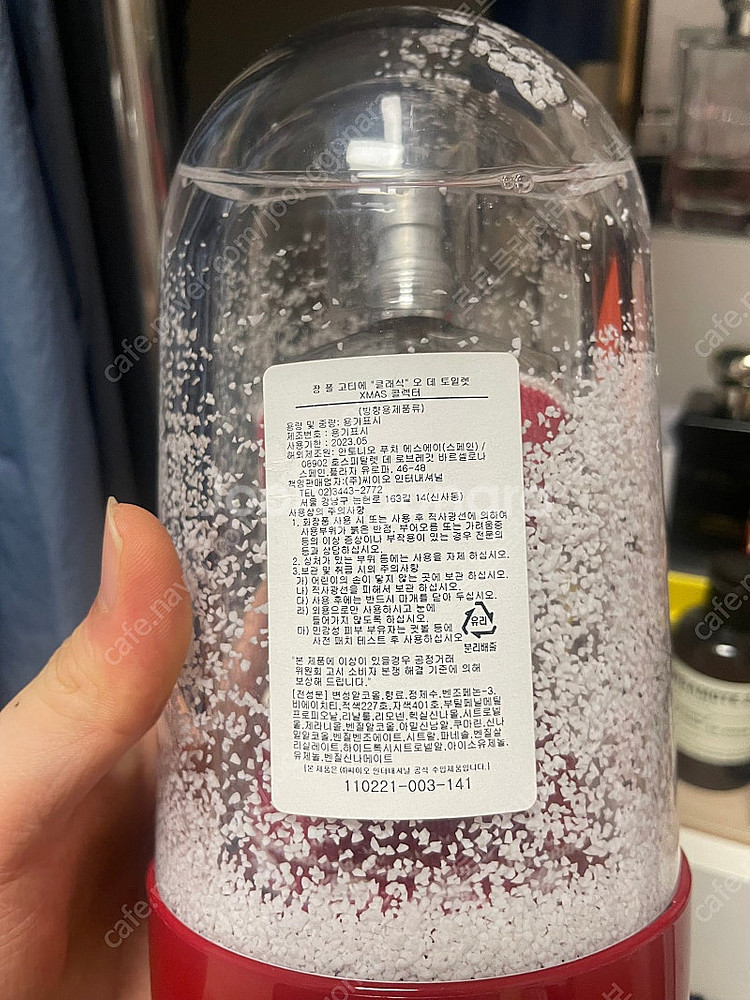 장 폴 고티에 "클래식" 오 데 토일렛
XMAS 콜렉터
(방향용제품류)
용량 및 중량: 용기표시
제조번호 : 용기표시
사용기한 : 2023.05
해외제조원: 안토니오 푸치 에스에이(스페인) /
08902 호스피탈렛 데 로브레갓 바르셀로나
스페인,플라자 유로파, 46-48
책임판매업자:(주)씨이오 인터내셔널
TEL 02)3443-2772
서울 강남구 논현로 163길 14(신사동)
사용상의 주의사항
1. 화장품 사용 시 또는 사용 후 직사광선에 의하여
사용부위가 붉은 반점, 부어오름 또는 가려움증
등의 이상 증상이나 부작용이 있는 경우 전문의
등과 상담하십시오.
2. 상처가 있는 부위 등에는 사용을 자제 하십시오.
3.보관 및 취급 시의 주의사항
가) 어린이의 손이 닿지 않는 곳에 보관 하십시오.
나) 직사광선을 피해서 보관 하십시오.
다) 사용 후에는 반드시 마개를 닫아 두십시오.
라) 외용으로만 사용하시고 눈에
들어가지 않도록 하십시오.
마) 민감성 피부 부유자는 귓볼 등에
사전 패치 테스트 후 사용하십시오
유리
분리배출
"본 제품에 이상이 있을경우 공정거래
위원회 고시 소비자 분쟁 해결 기준에 의해
보상해 드립니다."
[전성분] 변성알코올,향료,정제수,벤조페논-3,
비에이치티,적색227호,자색401호,부틸페닐메틸
프로피오날,리날룰,리모넨,헥실신나몰,시트로넬
올,제라니올,벤질알코올,아밀신남알,쿠마린,신나
밀알코올,벤질벤조에이트,시트랄,파네솔,벤질살
리실레이트,하이드록시시트로넬알,아이소유제놀,
유제놀,벤질신나메이트
[본 제품은 (주)씨이오 인터내셔널 공식 수입제품입니다.]
110221-003-141